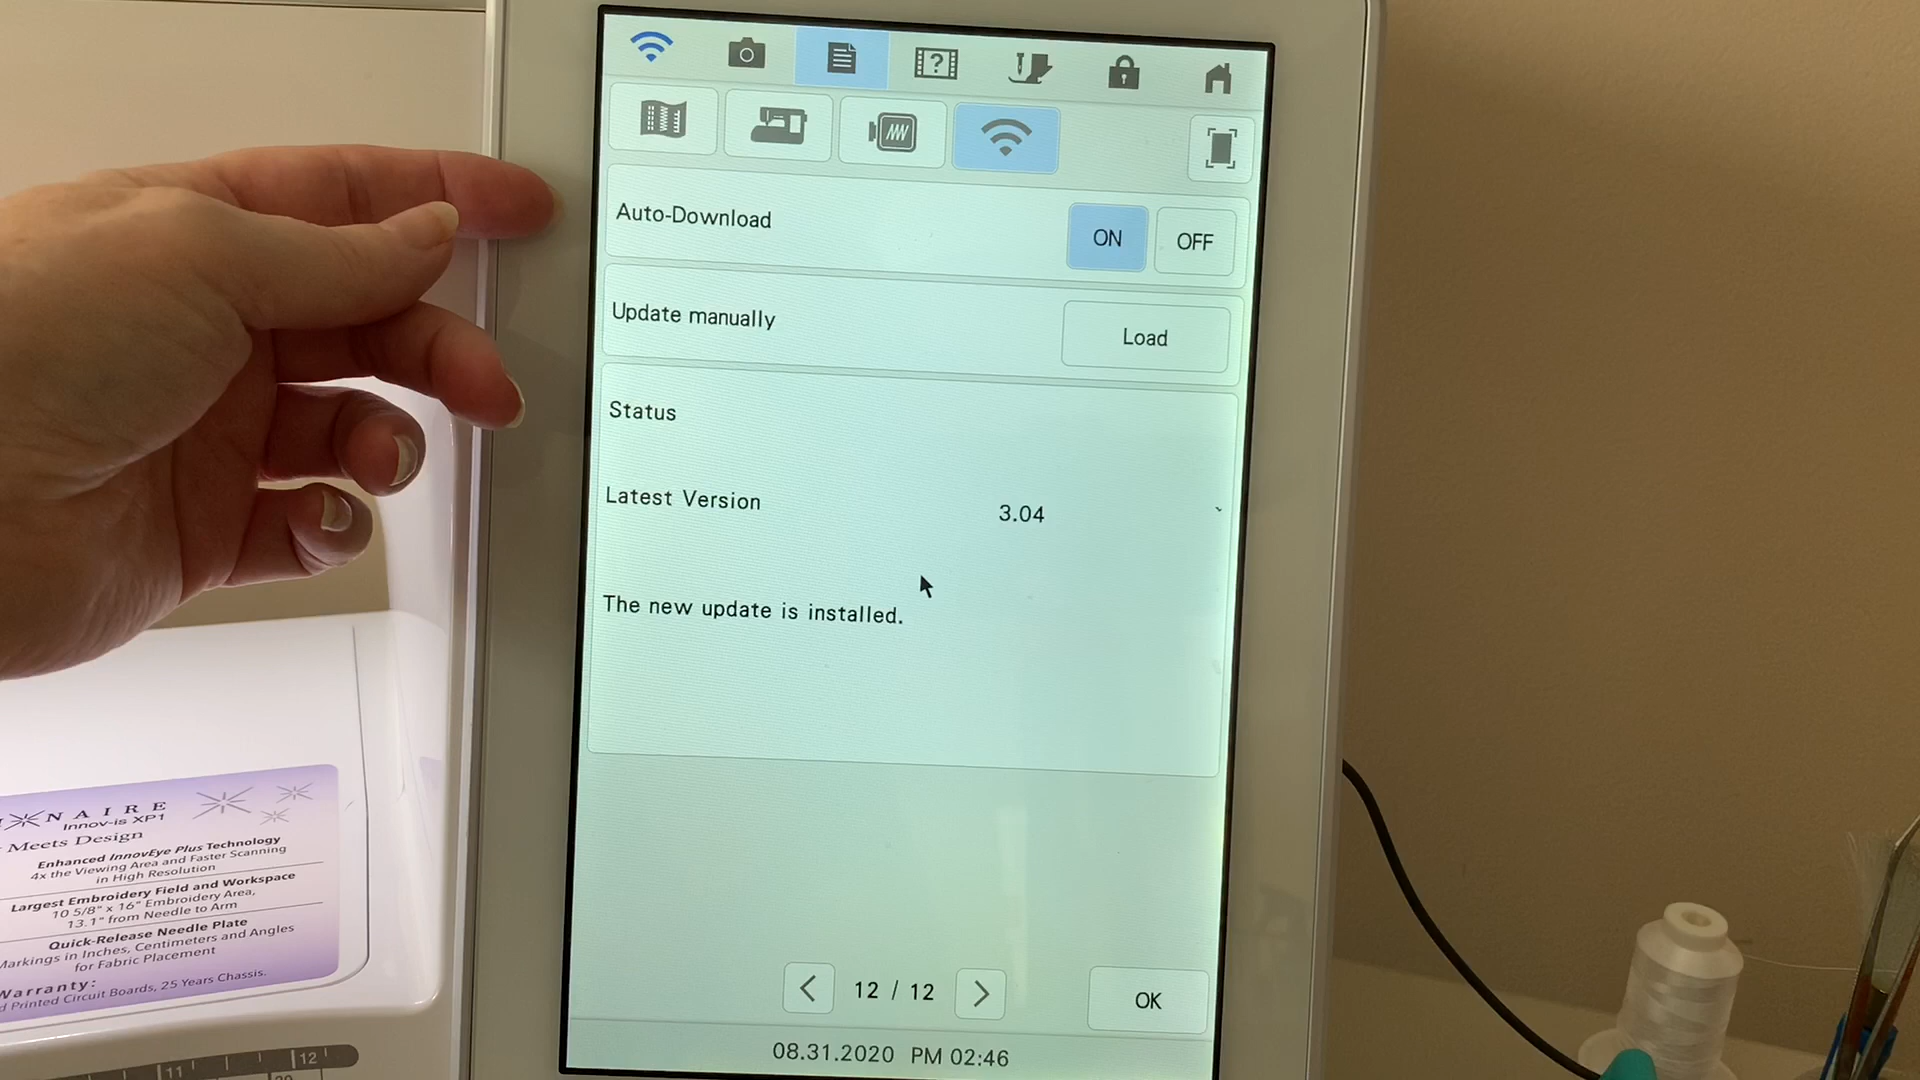 ?
Auto-Download
ON
OFF
Update manually
Load
Status
Latest Version
3.04
The new update is installed.
12 / 12
OK
08.31.2020 PM 02:46
NAIRE
Innov-is XP1
Meets Design
Enhanced InnovEye Plus Technology
4x the Viewing Area and Faster Scanning
in High Resolution
Largest Embroidery Field and Workspace
10 5/8" x 16" Embroidery Area,
13.1" from Needle to Arm
Quick-Release Needle Plate
Markings in Inches, Centimeters and Angles
for Fabric Placement
Warranty:
Printed Circuit Boards, 25 Years Chassis.
11
12